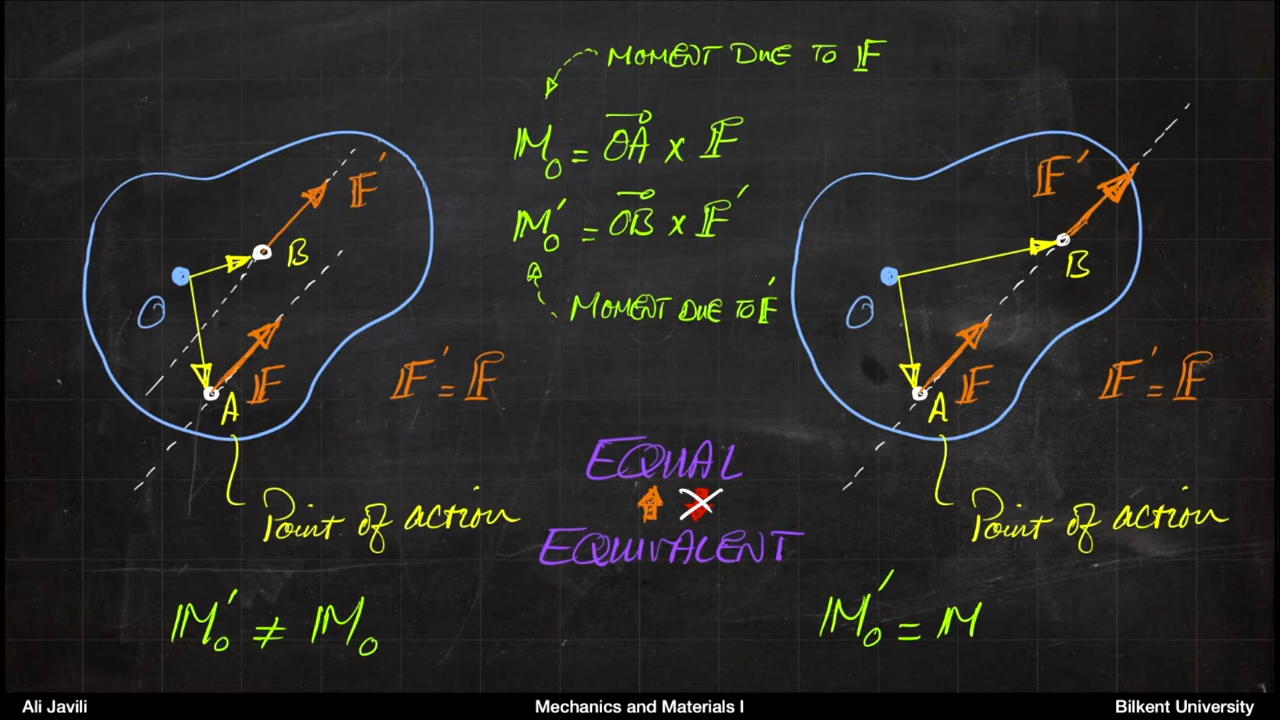 MOMENT DUE TO F
M₀ = OA x F
M₀' = OB x F'
MOMENT DUE TO F'
F'
B
O
F
A
F' = F
Point of action
M₀' ≠ M₀
EQUAL
EQUIVALENT
F'
B
O
F
A
F' = F
Point of action
M₀' = M
Ali Javili
Mechanics and Materials I
Bilkent University